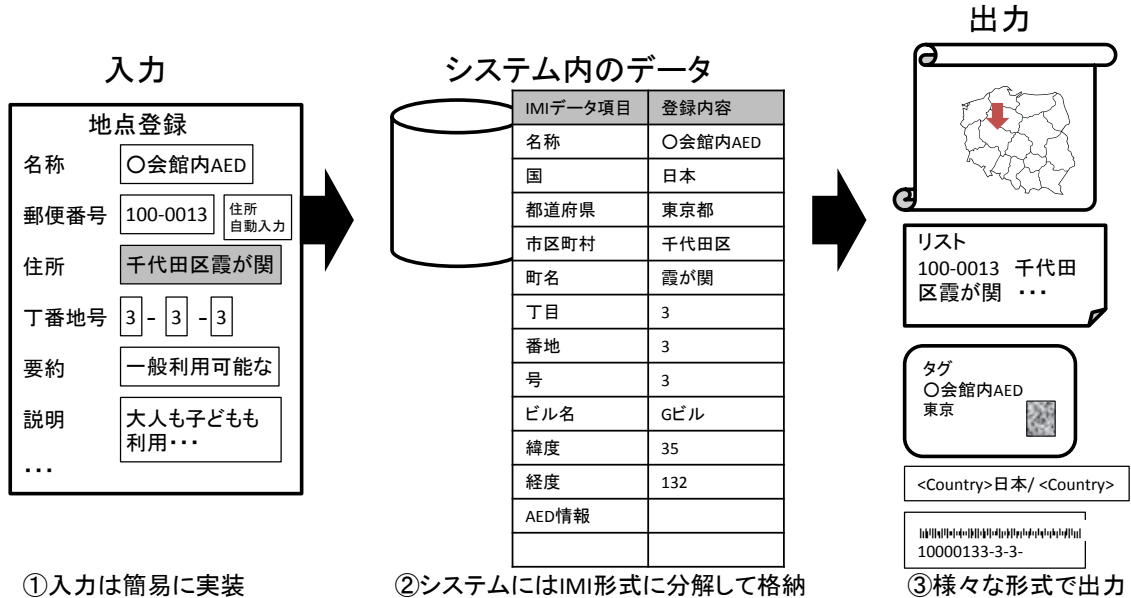 入力
地点登録
名称 〇会館内AED
郵便番号 100-0013 住所
自動入力
住所 千代田区霞が関
丁番地号 3 - 3 - 3
要約 一般利用可能な
説明 大人も子どもも
利用・・・
・・・
①入力は簡易に実装
システム内のデータ
IMIデータ項目 登録内容
名称 〇会館内AED
国 日本
都道府県 東京都
市区町村 千代田区
町名 霞が関
丁目 3
番地 3
号 3
ビル名 Gビル
緯度 35
経度 132
AED情報
②システムにはIMI形式に分解して格納
出力
リスト
100-0013 千代田
区霞が関 ・・・
タグ
〇会館内AED
東京
<Country>日本/ <Country>
10000133-3-3-
③様々な形式で出力